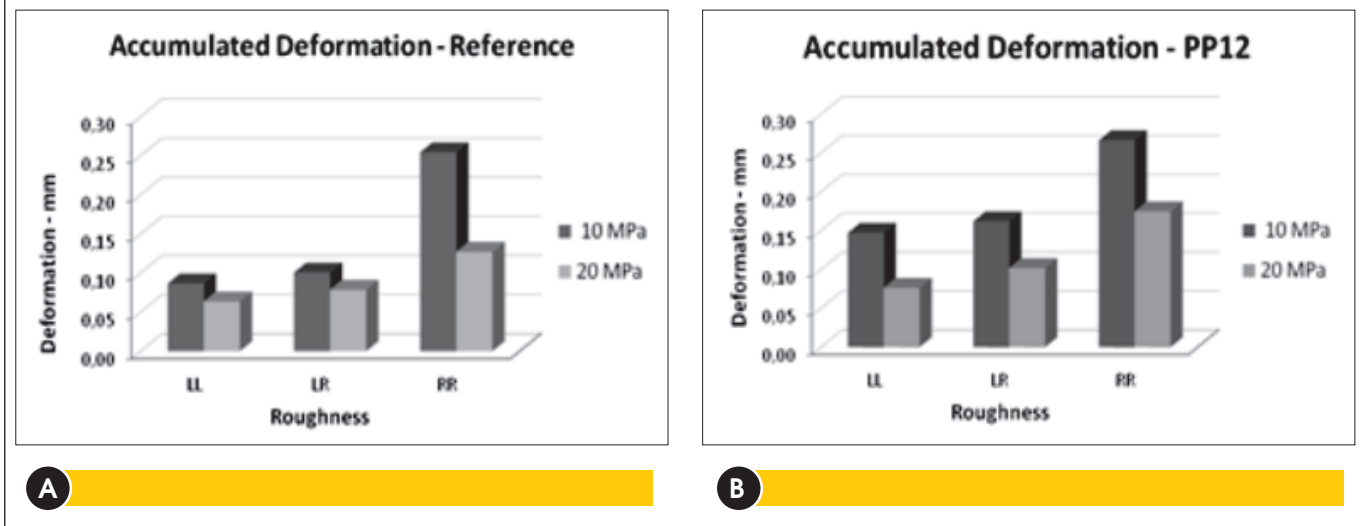 Accumulated Deformation - Reference
0,30
0,25
0,20
0,15
0,10
0,05
0,00
Deformation - mm
LL
LR
RR
Roughness
10 MPa
20 MPa
A
Accumulated Deformation - PP12
0,30
0,25
0,20
0,15
0,10
0,05
0,00
Deformation - mm
LL
LR
RR
Roughness
10 MPa
20 MPa
B